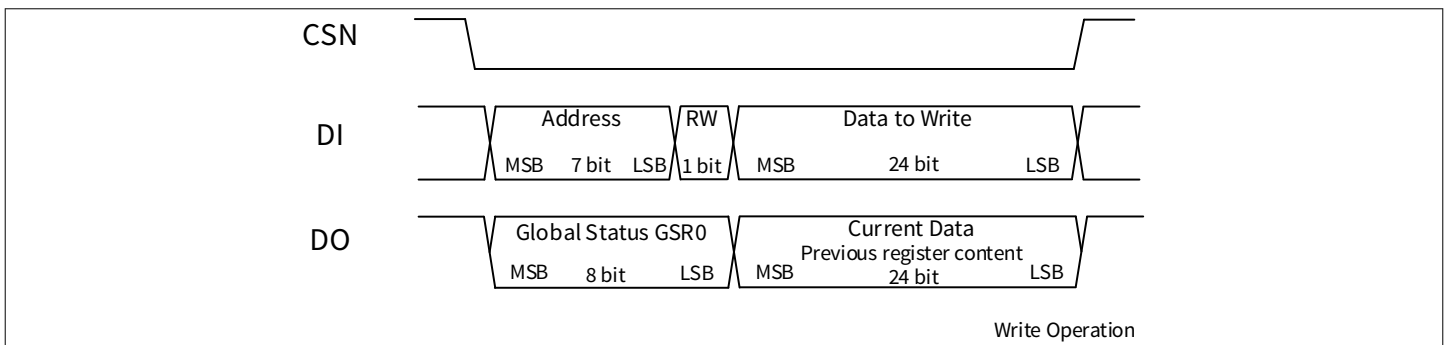 CSN
DI
Address RW Data to Write
MSB 7 bit LSB 1 bit MSB 24 bit LSB
DO
Global Status GSR0 Current Data
Previous register content
MSB 8 bit LSB MSB 24 bit LSB
Write Operation